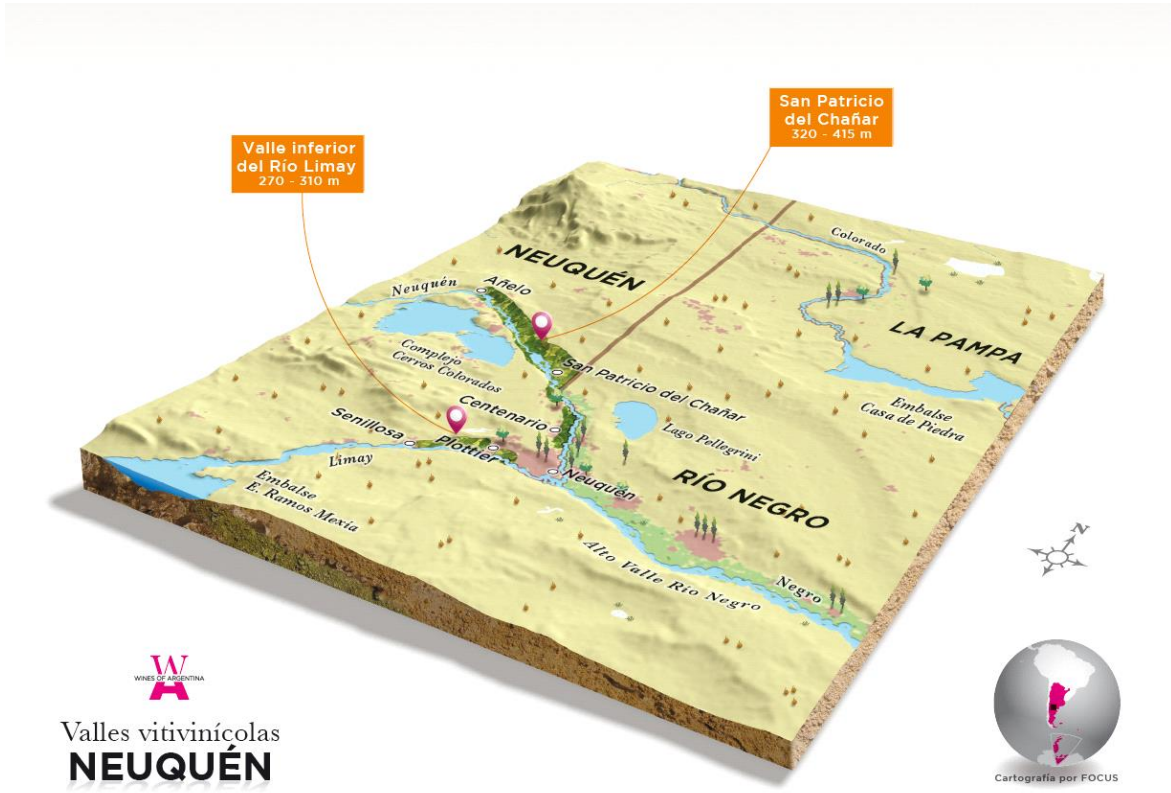 San Patricio
del Chañar
320 - 415 m
Valle inferior
del Río Limay
270 - 310 m
Colorado
NEUQUÉN
Neuquén
Añelo
LA PAMPA
Complejo
Cerros Colorados
San Patricio del Chañar
Embalse
Casa de Piedra
Centenario
Lago Pellegrini
Senillosa
Plottier
Limay
Neuquén
RÍO NEGRO
Embalse
E. Ramos Mexia
Alto Valle Río Negro
Negro
N
WA
WINES OF ARGENTINA
Valles vitivinícolas
NEUQUÉN
Cartografía por FOCUS